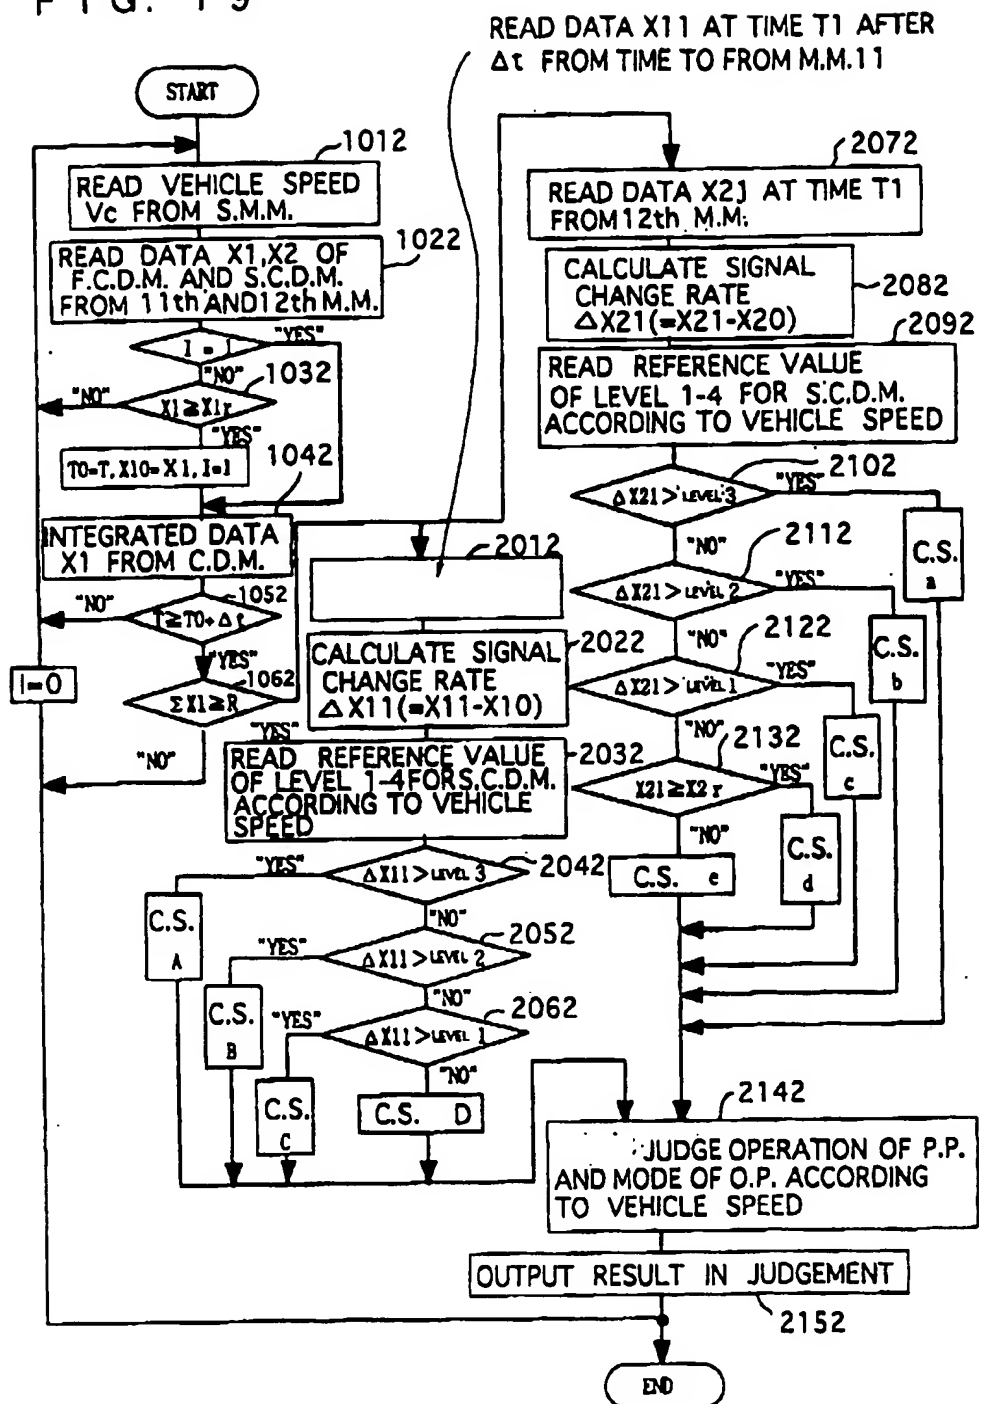 FIG. 19
READ DATA X11 AT TIME T1 AFTER
Δt FROM TIME TO FROM M.M.11
START
1012
READ VEHICLE SPEED
Vc FROM S.M.M.
1022
READ DATA X1,X2 OF
F.C.D.M. AND S.C.D.M.
FROM 11th AND 12th M.M.
I = 1
"YES"
"NO"
1032
X1≥X1r
"NO"
"YES"
T0=T, X10=X1, I=1
1042
INTEGRATED DATA
X1 FROM C.D.M.
1052
T≥T0+Δt
"NO"
"YES"
1062
I=0
ΣX1≥R
"YES"
"NO"
2012
2022
CALCULATE SIGNAL
CHANGE RATE
ΔX11(=X11-X10)
2032
READ REFERENCE VALUE
OF LEVEL 1-4 FOR S.C.D.M.
ACCORDING TO VEHICLE
SPEED
2042
ΔX11>LEVEL 3
"YES"
"NO"
C.S.
A
2052
ΔX11>LEVEL 2
"YES"
"NO"
C.S.
B
2062
ΔX11>LEVEL 1
"YES"
"NO"
C.S.
C
C.S. D
2072
READ DATA X2J AT TIME T1
FROM 12th M.M.
2082
CALCULATE SIGNAL
CHANGE RATE
ΔX21(=X21-X20)
2092
READ REFERENCE VALUE
OF LEVEL 1-4 FOR S.C.D.M.
ACCORDING TO VEHICLE SPEED
2102
ΔX21>LEVEL 3
"YES"
"NO"
C.S.
a
2112
ΔX21>LEVEL 2
"YES"
"NO"
C.S.
b
2122
ΔX21>LEVEL 1
"YES"
"NO"
C.S.
c
2132
X21≥X2r
"YES"
"NO"
C.S.
d
C.S. e
2142
JUDGE OPERATION OF P.P.
AND MODE OF O.P. ACCORDING
TO VEHICLE SPEED
OUTPUT RESULT IN JUDGEMENT
2152
END